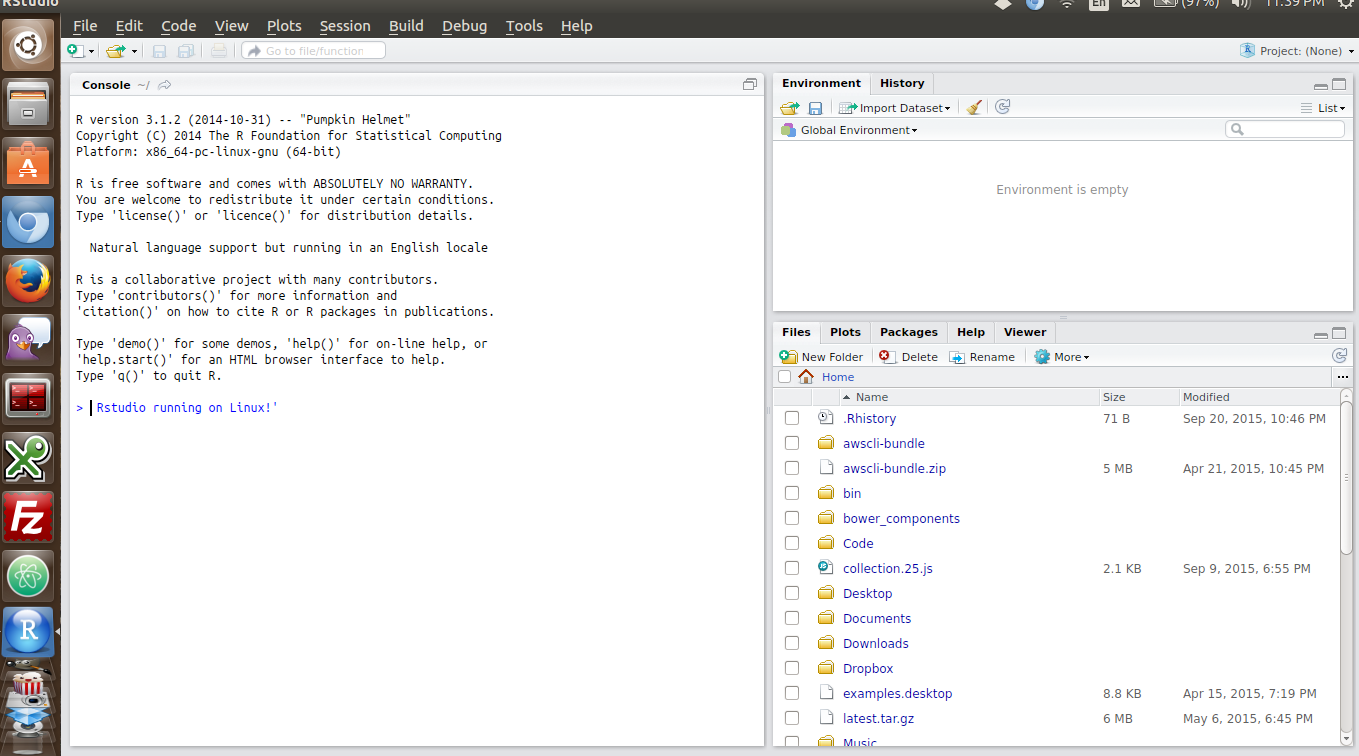 RStudio
En
(97%)
11:39 PM
File Edit Code View Plots Session Build Debug Tools Help
Go to file/function
Project: (None)
Console ~/
R version 3.1.2 (2014-10-31) -- "Pumpkin Helmet"
Copyright (C) 2014 The R Foundation for Statistical Computing
Platform: x86_64-pc-linux-gnu (64-bit)
R is free software and comes with ABSOLUTELY NO WARRANTY.
You are welcome to redistribute it under certain conditions.
Type 'license()' or 'licence()' for distribution details.
Natural language support but running in an English locale
R is a collaborative project with many contributors.
Type 'contributors()' for more information and
'citation()' on how to cite R or R packages in publications.
Type 'demo()' for some demos, 'help()' for on-line help, or
'help.start()' for an HTML browser interface to help.
Type 'q()' to quit R.
> Rstudio running on Linux!'
Environment History
Import Dataset List
Global Environment
Environment is empty
Files Plots Packages Help Viewer
New Folder Delete Rename More
Home ...
Name Size Modified
.Rhistory 71 B Sep 20, 2015, 10:46 PM
awscli-bundle
awscli-bundle.zip 5 MB Apr 21, 2015, 10:45 PM
bin
bower_components
Code
collection.25.js 2.1 KB Sep 9, 2015, 6:55 PM
Desktop
Documents
Downloads
Dropbox
examples.desktop 8.8 KB Apr 15, 2015, 7:19 PM
latest.tar.gz 6 MB May 6, 2015, 6:45 PM
Music
A
Fz
R